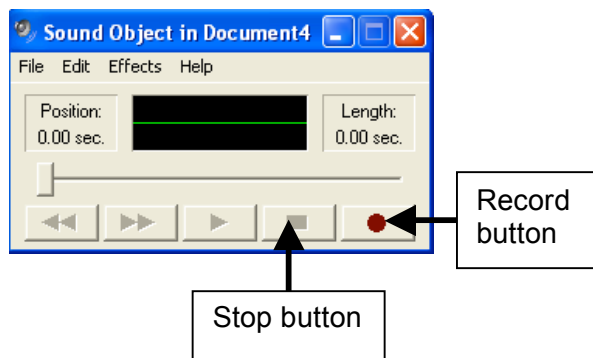 Sound Object in Document4
File Edit Effects Help
Position:
0.00 sec.
Length:
0.00 sec.
Record
button
Stop button